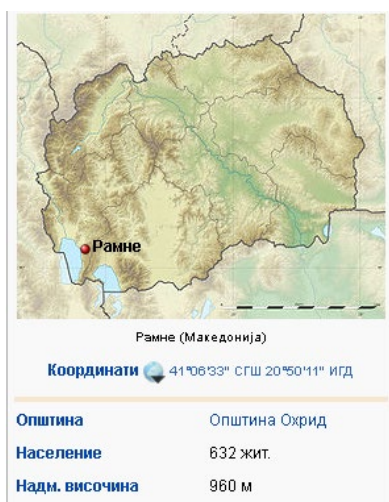 Рамне
Рамне (Македонија)
Координати 41°06′33″ СГШ 20°50′11″ ИГД
Општина Општина Охрид
Население 632 жит.
Надм. височина 960 м